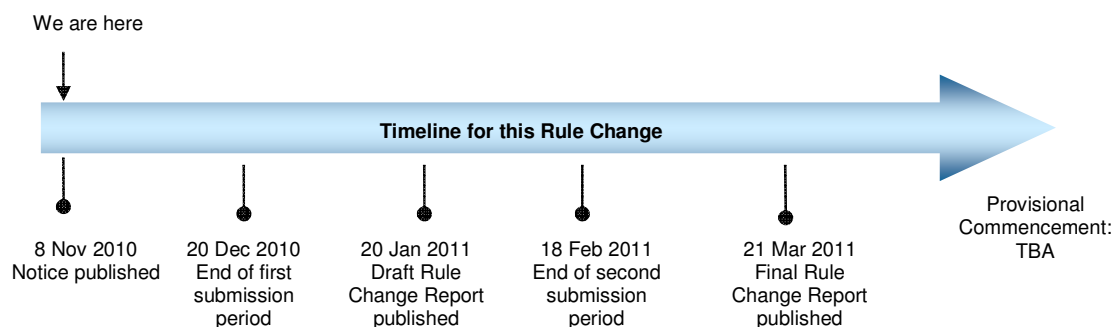 We are here
Timeline for this Rule Change
8 Nov 2010
Notice published
20 Dec 2010
End of first
submission
period
20 Jan 2011
Draft Rule
Change Report
published
18 Feb 2011
End of second
submission
period
21 Mar 2011
Final Rule
Change Report
published
Provisional
Commencement:
TBA